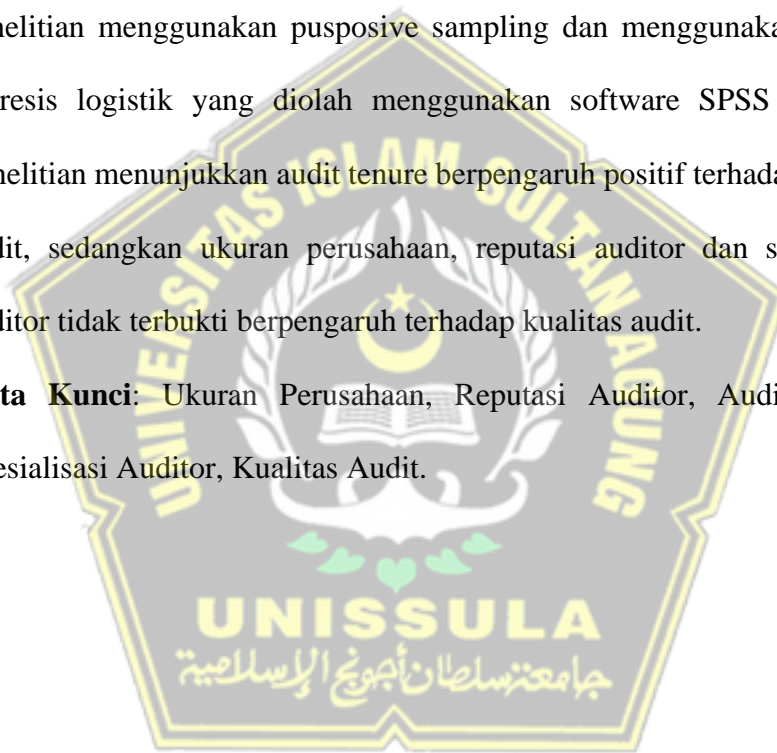 nelitian menggunakan pusposive sampling dan menggunaka
resis logistik yang diolah menggunakan software SPSS
nelitian menunjukkan audit tenure berpengaruh positif terhada
dit, sedangkan ukuran perusahaan, reputasi auditor dan s
ditor tidak terbukti berpengaruh terhadap kualitas audit.
ta Kunci: Ukuran Perusahaan, Reputasi Auditor, Audi
esialisasi Auditor, Kualitas Audit.
UNIVERSITAS ISLAM SULTAN AGUNG
UNISSULA
جامعة سلطان أجونج الإسلامية